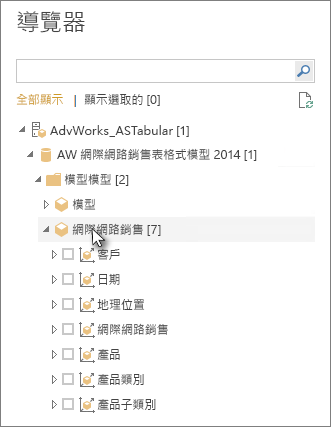 導覽器
全部顯示 | 顯示選取的 [0]
AdvWorks_ASTabular [1]
AW 網際網路銷售表格式模型 2014 [1]
模型模型 [2]
模型
網際網路銷售 [7]
客戶
日期
地理位置
網際網路銷售
產品
產品類別
產品子類別